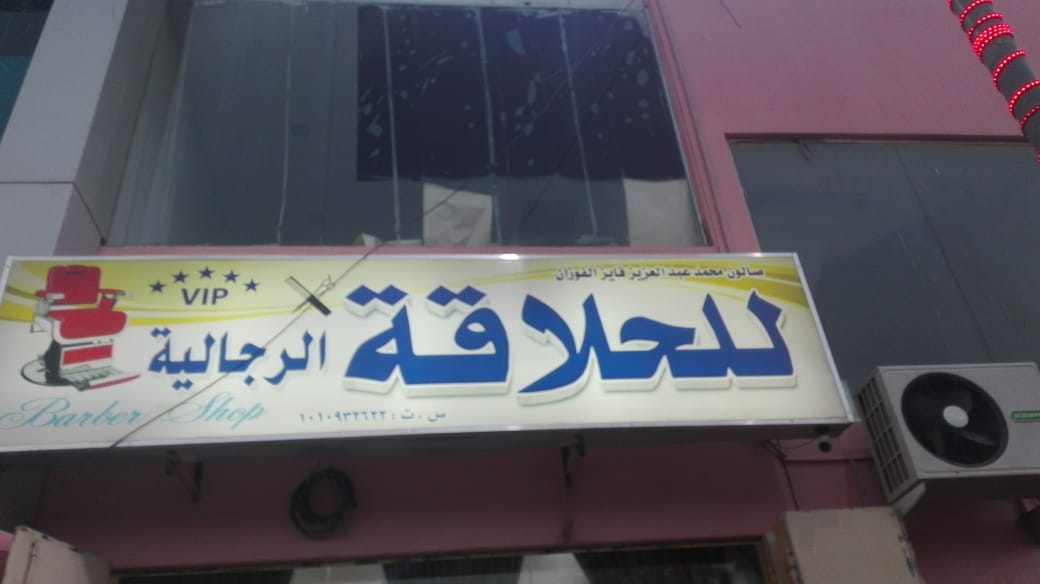 صالون محمد عبد العزيز فايز الفوزان
للحلاقة
الرجالية
VIP
Barber Shop
س . ت : ١٠١٠٩٣٢٦٢٢